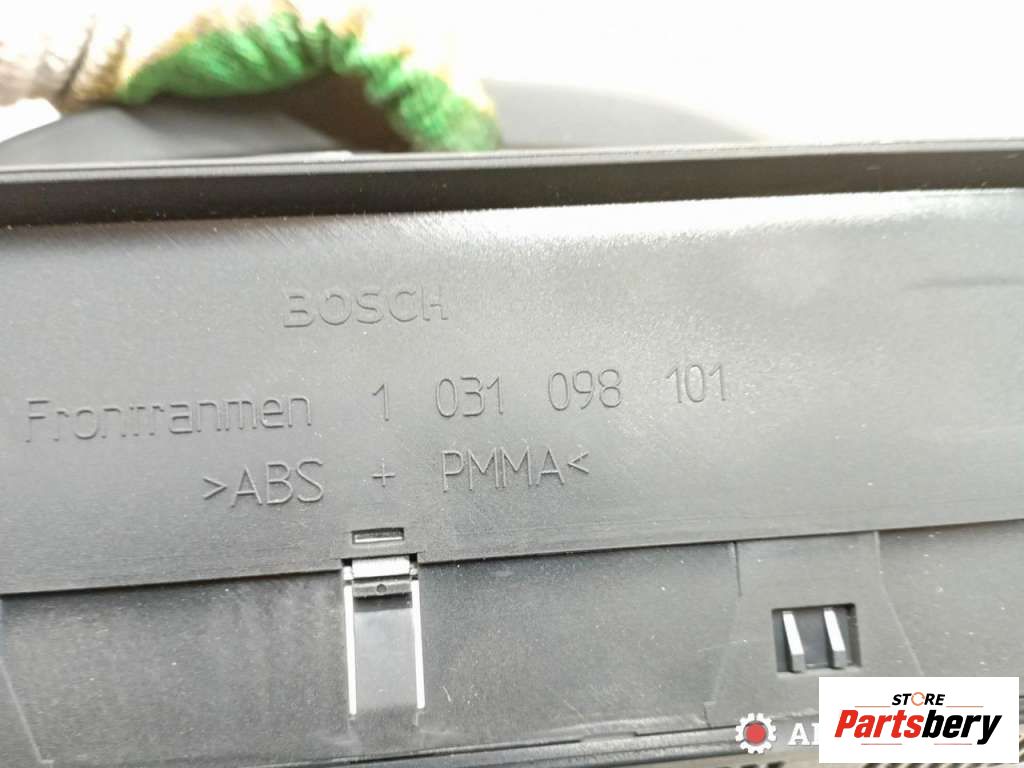 BOSCH
Frontrahmen 1 031 098 101
>ABS + PMMA<
STORE
Partsbery